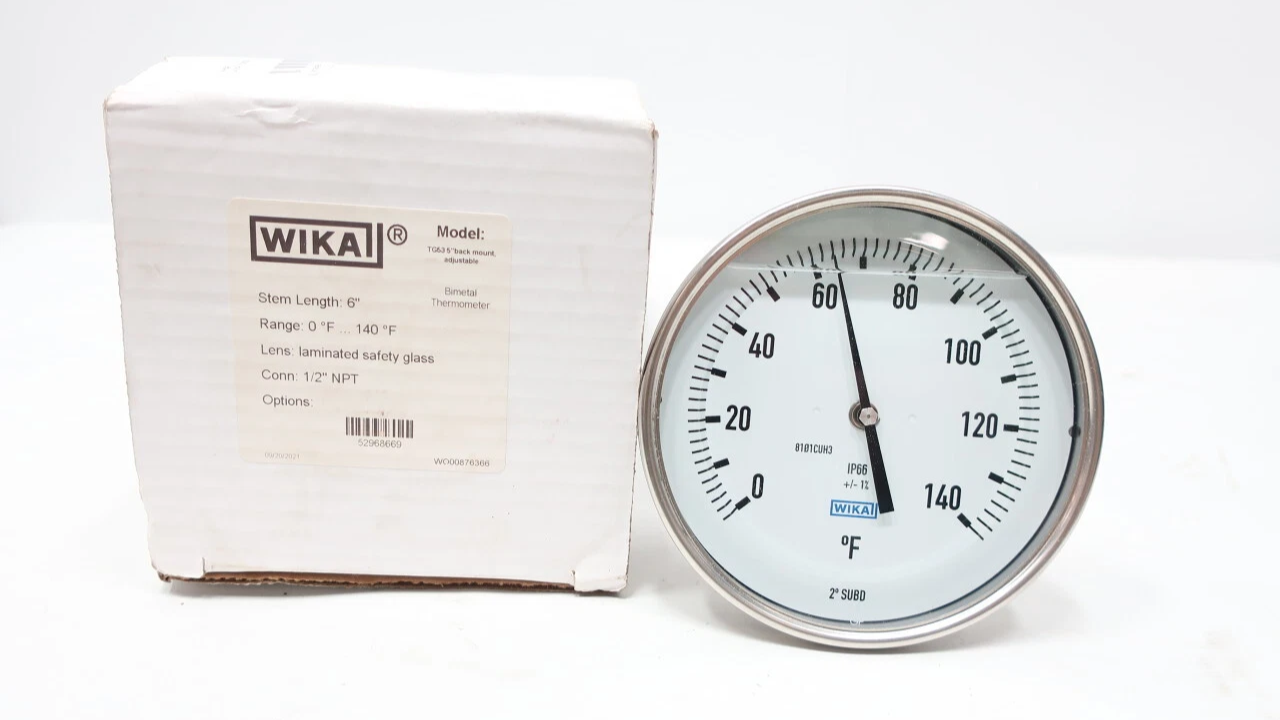 WIKA®
Model:
TG53 5"back mount,
adjustable
Bimetal
Thermometer
Stem Length: 6"
Range: 0 °F ... 140 °F
Lens: laminated safety glass
Conn: 1/2" NPT
Options:
52968669
WO00876366
0
20
40
60
80
100
120
140
8101CUH3
IP66
+/- 1%
WIKA
°F
2° SUBD